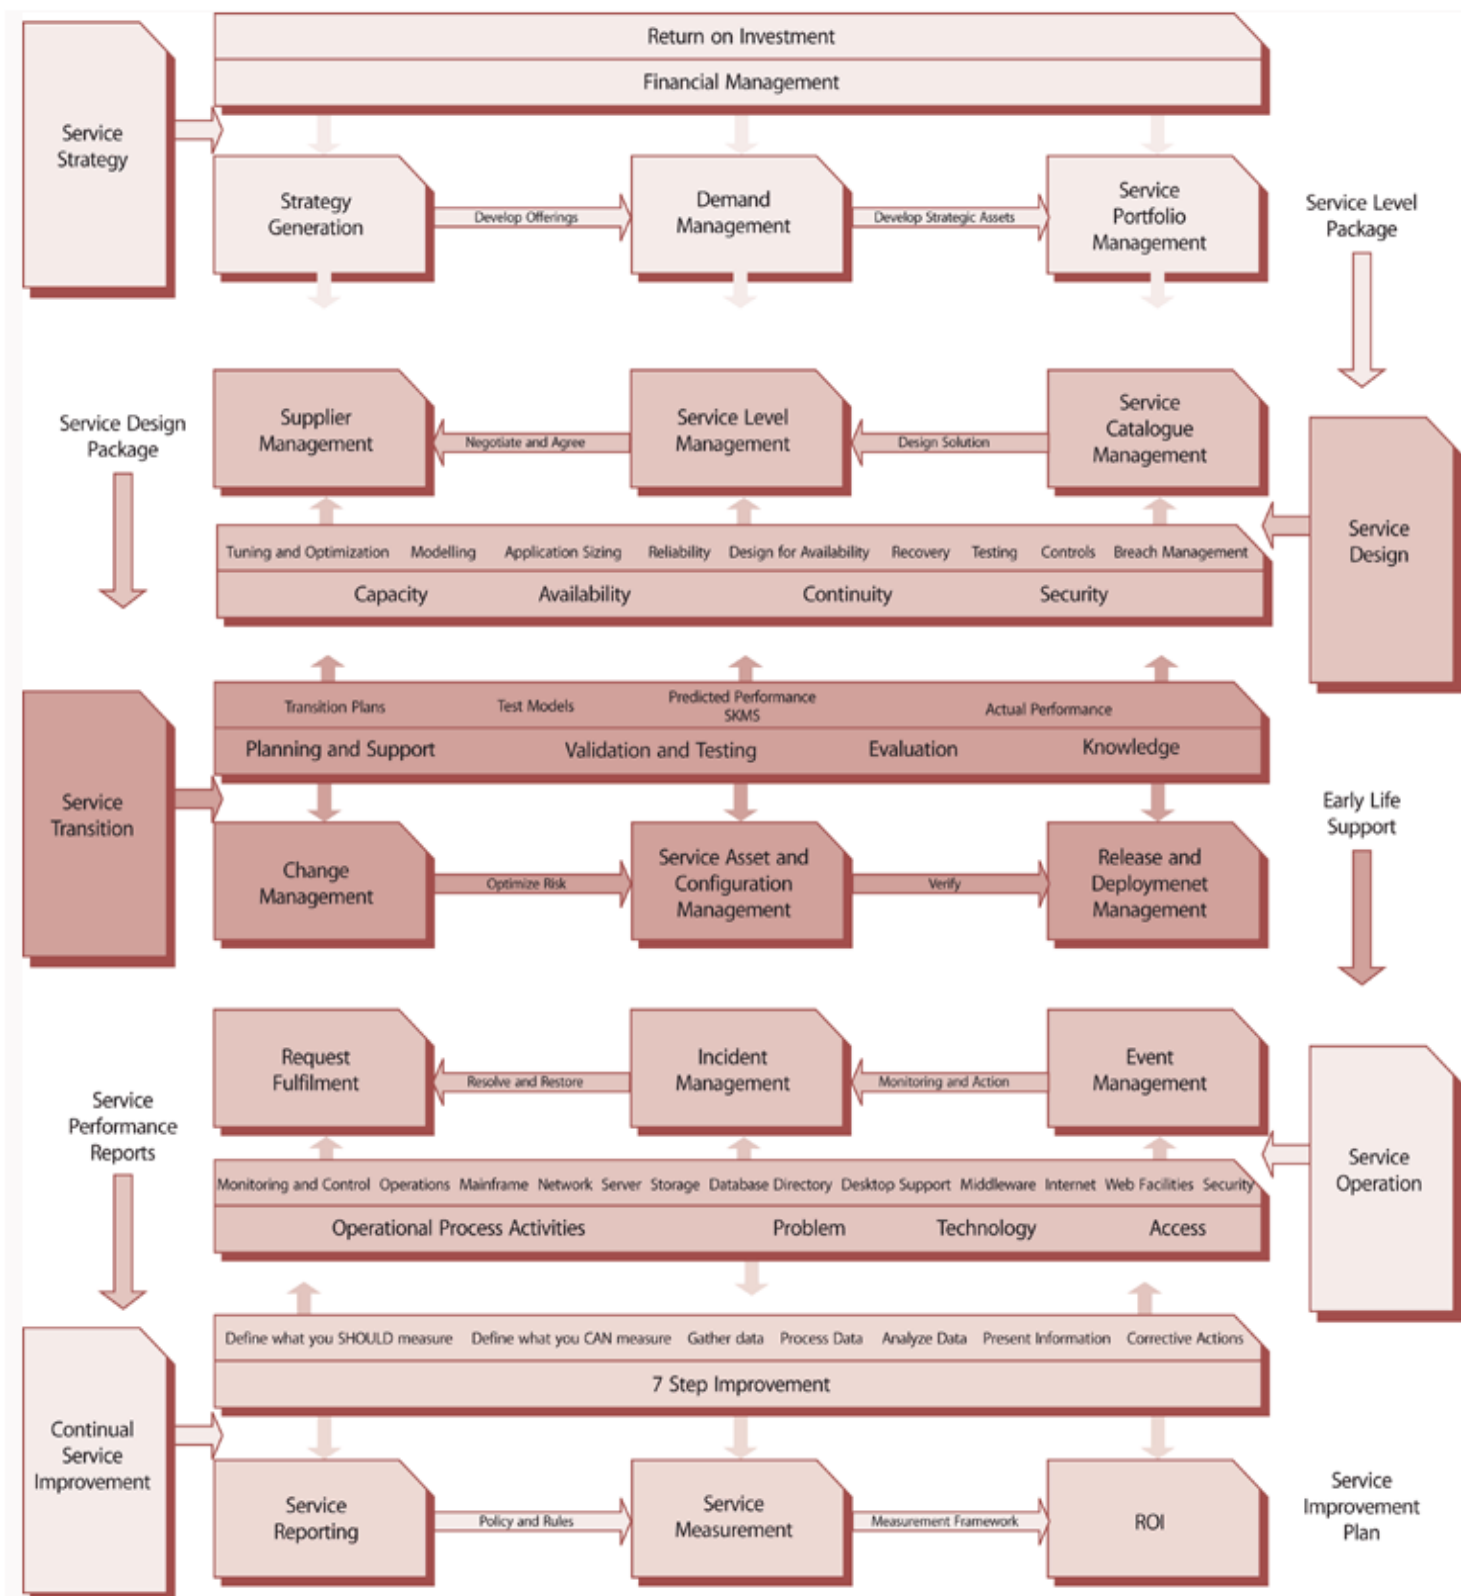 Return on Investment
Financial Management
Service
Strategy
Strategy
Generation
Develop Offerings
Demand
Management
Develop Strategic Assets
Service
Portfolio
Management
Service Level
Package
Service Design
Package
Supplier
Management
Negotiate and Agree
Service Level
Management
Design Solution
Service
Catalogue
Management
Tuning and Optimization Modelling Application Sizing Reliability Design for Availability Recovery Testing Controls Breach Management
Capacity Availability Continuity Security
Service
Design
Service
Transition
Transition Plans Test Models Predicted Performance
SKMS
Actual Performance
Planning and Support Validation and Testing Evaluation Knowledge
Change
Management
Optimize Risk
Service Asset and
Configuration
Management
Verify
Release and
Deploymenet
Management
Early Life
Support
Service
Performance
Reports
Request
Fulfilment
Resolve and Restore
Incident
Management
Monitoring and Action
Event
Management
Monitoring and Control Operations Mainframe Network Server Storage Database Directory Desktop Support Middleware Internet Web Facilities Security
Operational Process Activities Problem Technology Access
Service
Operation
Continual
Service
Improvement
Define what you SHOULD measure Define what you CAN measure Gather data Process Data Analyze Data Present Information Corrective Actions
7 Step Improvement
Service
Reporting
Policy and Rules
Service
Measurement
Measurement Framework
ROI
Service
Improvement
Plan